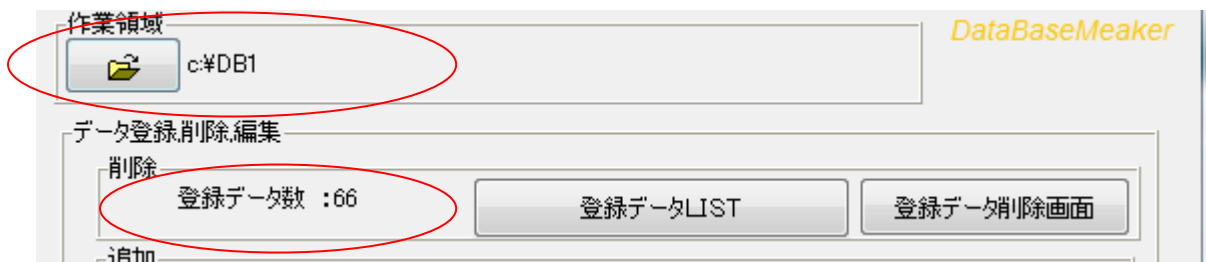 作業領域
DataBaseMeaker
c:¥DB1
データ登録,削除,編集
削除
登録データ数 :66
登録データLIST
登録データ削除画面
追加